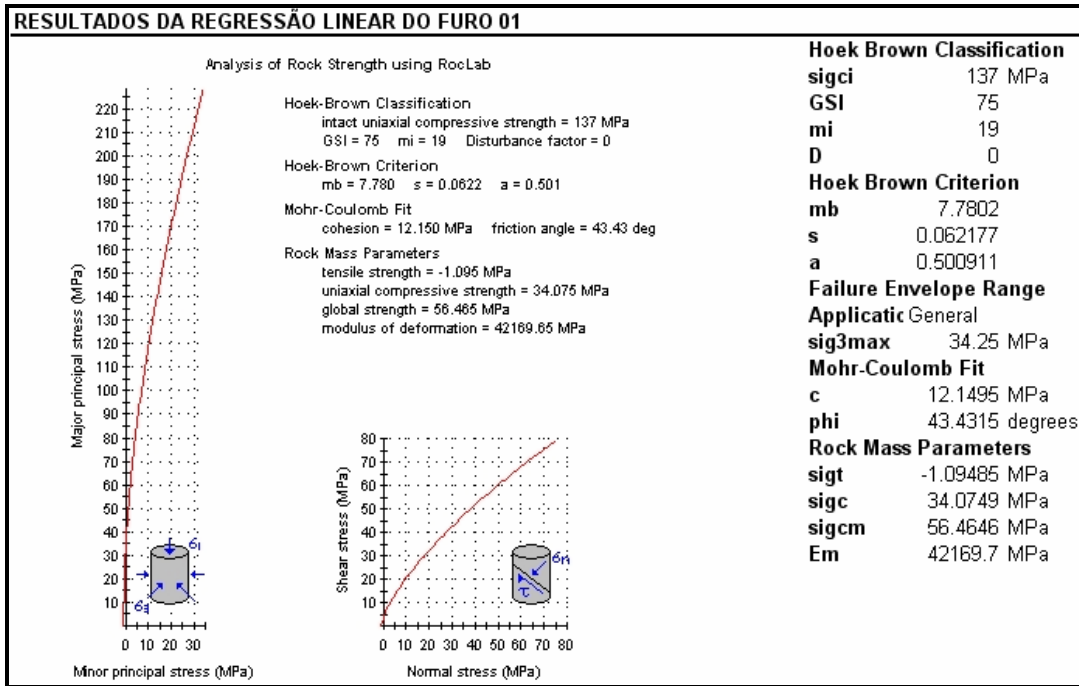 RESULTADOS DA REGRESSÃO LINEAR DO FURO 01
Analysis of Rock Strength using RocLab
Hoek-Brown Classification
intact uniaxial compressive strength = 137 MPa
GSI = 75 mi = 19 Disturbance factor = 0
Hoek-Brown Criterion
mb = 7.780 s = 0.0622 a = 0.501
Mohr-Coulomb Fit
cohesion = 12.150 MPa friction angle = 43.43 deg
Rock Mass Parameters
tensile strength = -1.095 MPa
uniaxial compressive strength = 34.075 MPa
global strength = 56.465 MPa
modulus of deformation = 42169.65 MPa
Major principal stress (MPa)
220
210
200
190
180
170
160
150
140
130
120
110
100
90
80
70
60
50
40
30
20
10
σ1
σ3
0 10 20 30
Minor principal stress (MPa)
Shear stress (MPa)
80
70
60
50
40
30
20
10
σn
τ
0 10 20 30 40 50 60 70 80
Normal stress (MPa)
Hoek Brown Classification
sigci 137 MPa
GSI 75
mi 19
D 0
Hoek Brown Criterion
mb 7.7802
s 0.062177
a 0.500911
Failure Envelope Range
Applicatic General
sig3max 34.25 MPa
Mohr-Coulomb Fit
c 12.1495 MPa
phi 43.4315 degrees
Rock Mass Parameters
sigt -1.09485 MPa
sigc 34.0749 MPa
sigcm 56.4646 MPa
Em 42169.7 MPa